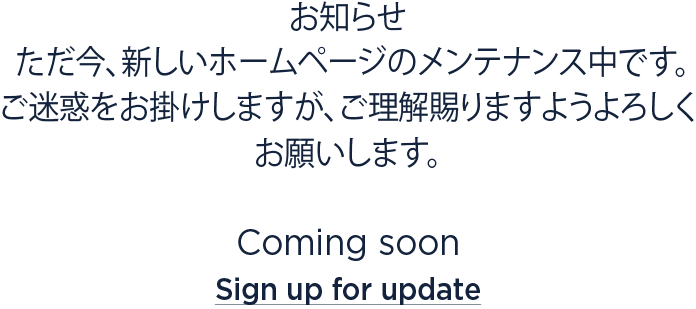 お知らせ
ただ今、新しいホームページのメンテナンス中です。
ご迷惑をお掛けしますが、ご理解賜りますようよろしく
お願いします。
Coming soon
Sign up for update